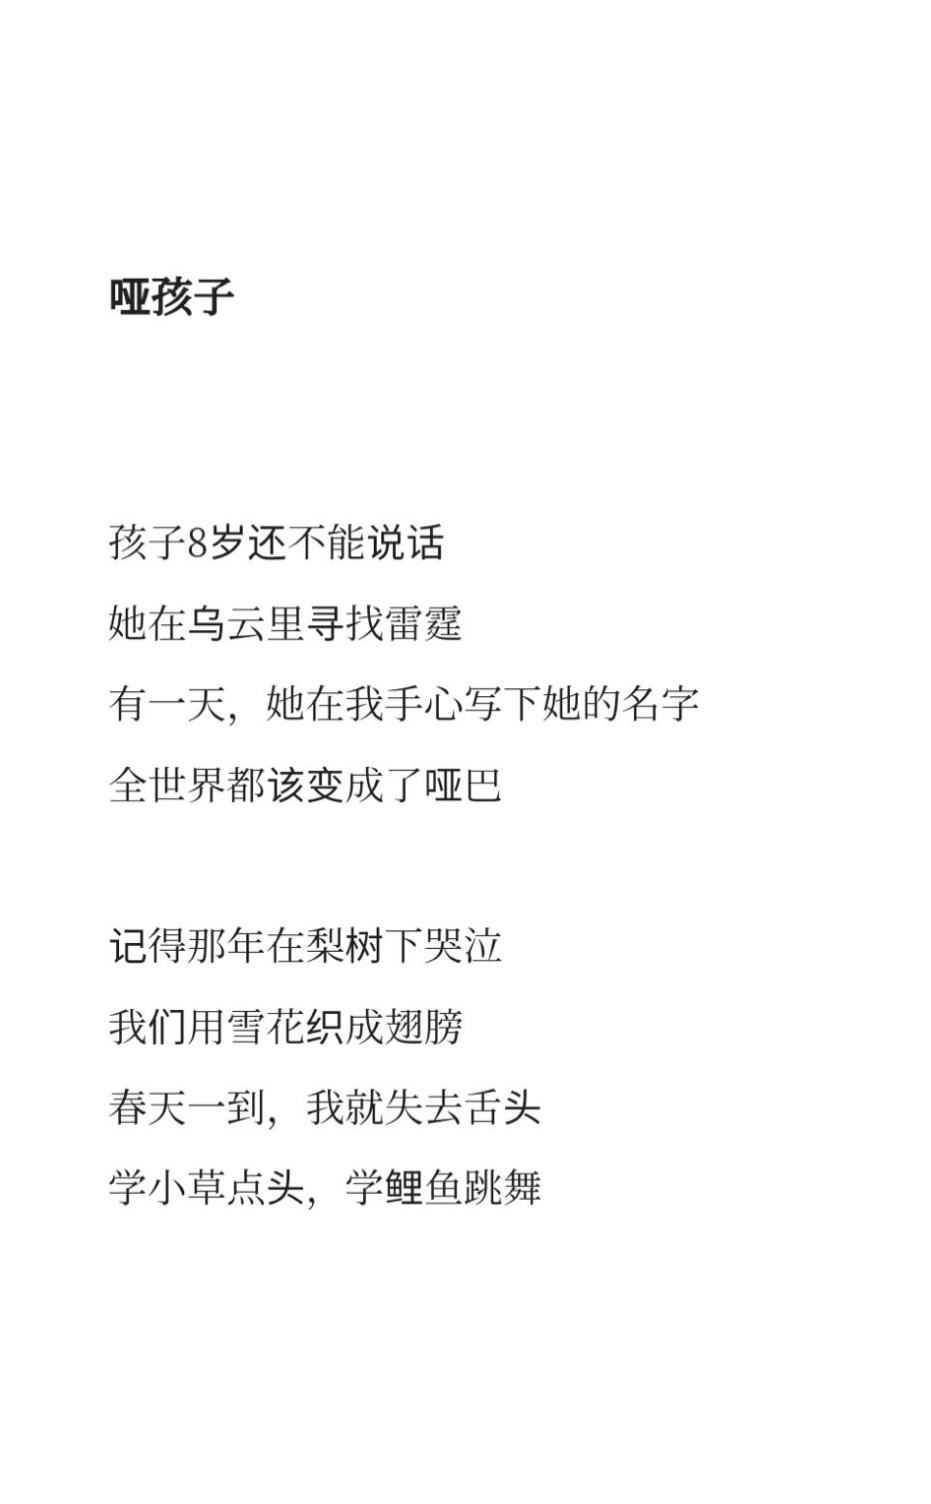 哑孩子
孩子8岁还不能说话
她在乌云里寻找雷霆
有一天，她在我手心写下她的名字
全世界都该变成了哑巴
记得那年在梨树下哭泣
我们用雪花织成翅膀
春天一到，我就失去舌头
学小草点头，学鲤鱼跳舞